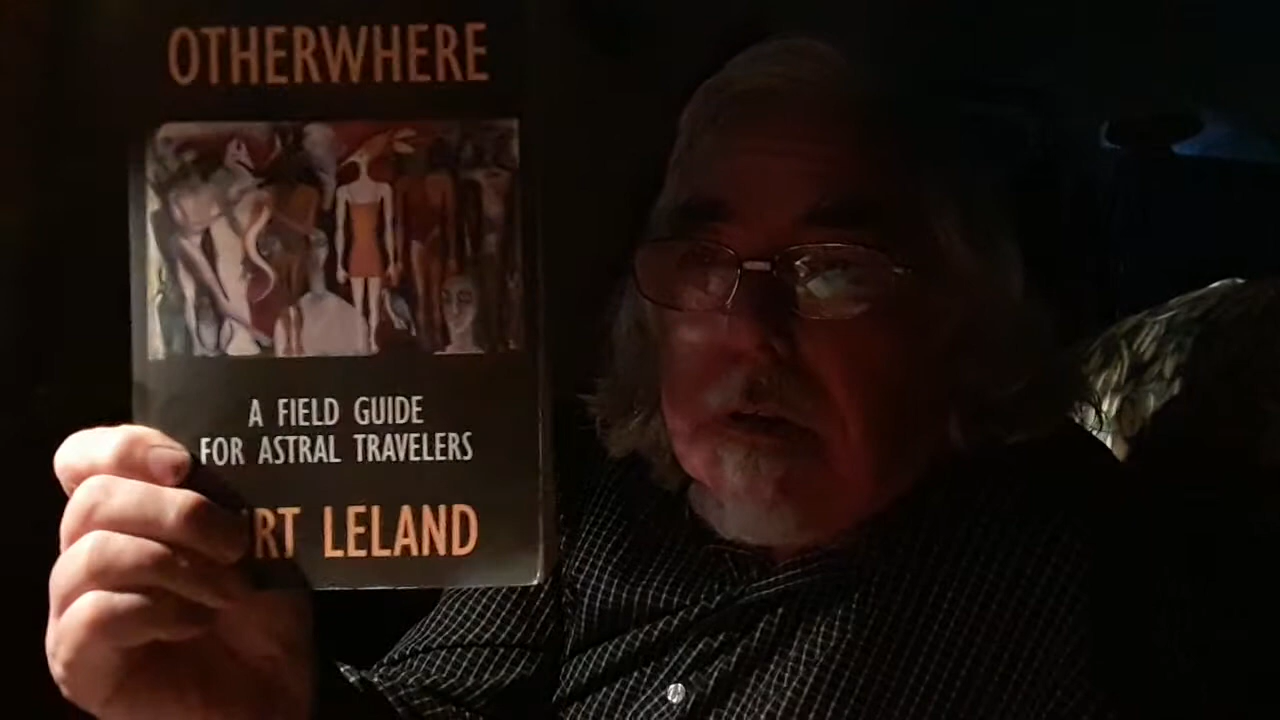 OTHERWHERE
A FIELD GUIDE
FOR ASTRAL TRAVELERS
LELAND